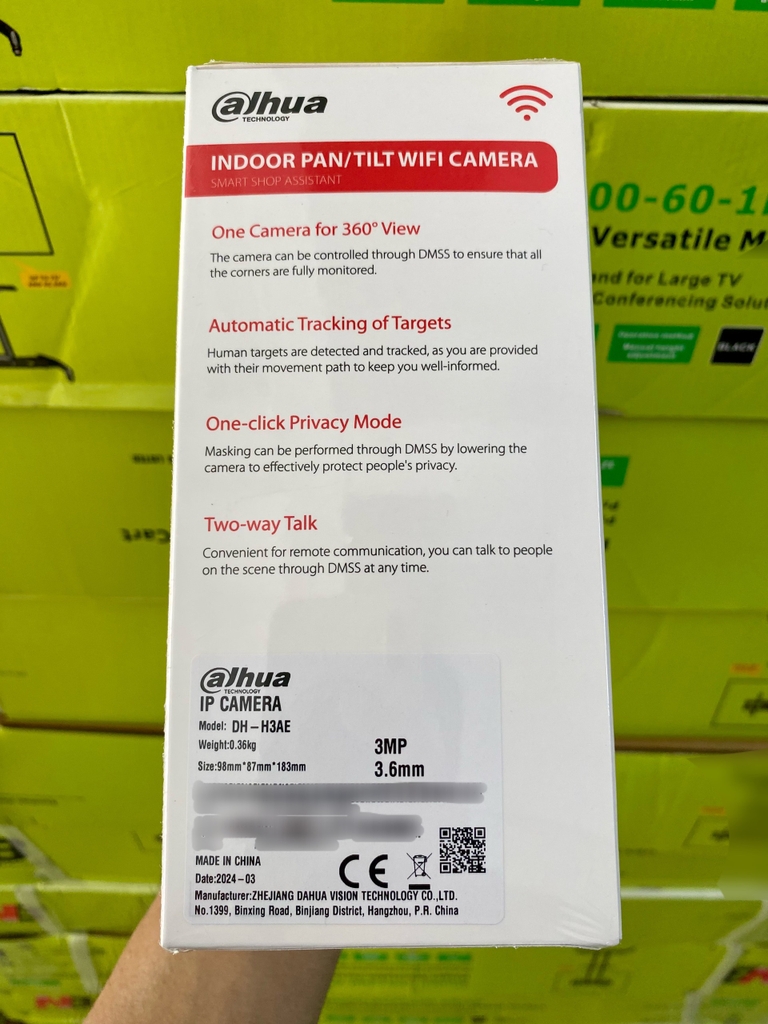 alhua
TECHNOLOGY
INDOOR PAN/TILT WIFI CAMERA
SMART SHOP ASSISTANT
One Camera for 360° View
The camera can be controlled through DMSS to ensure that all
the corners are fully monitored.
Automatic Tracking of Targets
Human targets are detected and tracked, as you are provided
with their movement path to keep you well-informed.
One-click Privacy Mode
Masking can be performed through DMSS by lowering the
camera to effectively protect people's privacy.
Two-way Talk
Convenient for remote communication, you can talk to people
on the scene through DMSS at any time.
alhua
TECHNOLOGY
IP CAMERA
Model: DH-H3AE
Weight:0.36kg
3MP
Size:98mm*87mm*183mm
3.6mm
MADE IN CHINA
Date:2024-03
CE
Manufacturer:ZHEJIANG DAHUA VISION TECHNOLOGY CO.,LTD.
No.1399, Binxing Road, Binjiang District, Hangzhou, P.R. China
00-60-1
Versatile M
and for Large TV
Conferencing Solut
BLACK
Cart